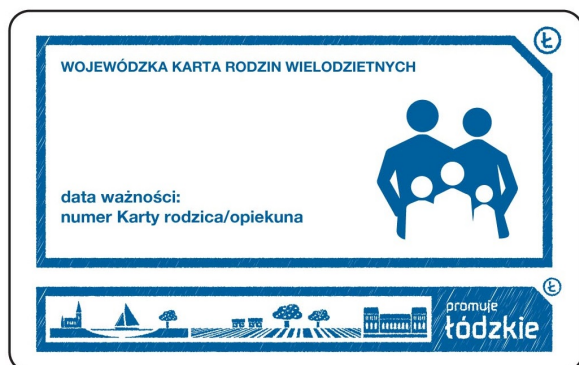 Ł
WOJEWÓDZKA KARTA RODZIN WIELODZIETNYCH
data ważności:
numer Karty rodzica/opiekuna
Ł
promuje
łódzkie